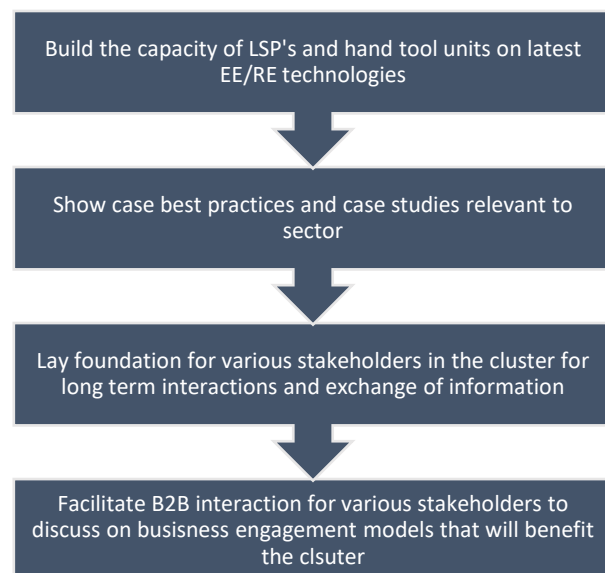 Build the capacity of LSP's and hand tool units on latest
EE/RE technologies
Show case best practices and case studies relevant to
sector
Lay foundation for various stakeholders in the cluster for
long term interactions and exchange of information
Facilitate B2B interaction for various stakeholders to
discuss on busisness engagement models that will benefit
the clsuter